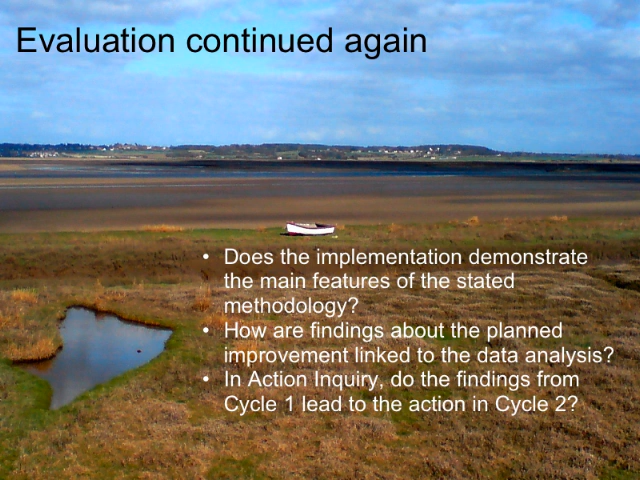 Evaluation continued again
• Does the implementation demonstrate
the main features of the stated
methodology?
• How are findings about the planned
improvement linked to the data analysis?
• In Action Inquiry, do the findings from
Cycle 1 lead to the action in Cycle 2?